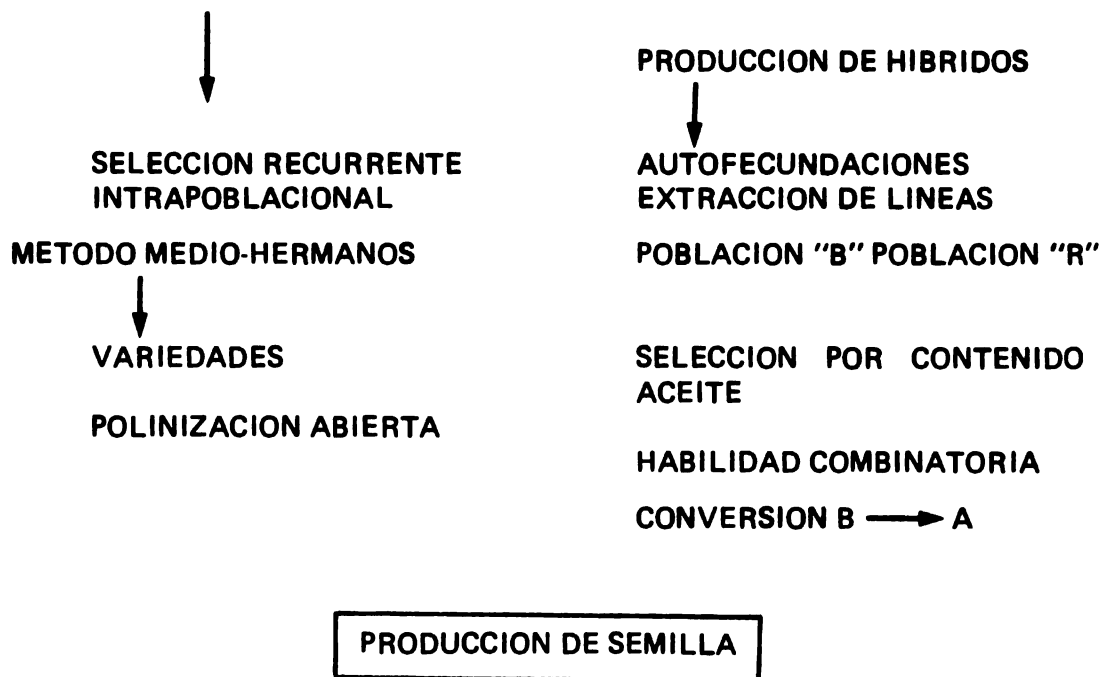 SELECCION RECURRENTE
INTRAPOBLACIONAL
METODO MEDIO-HERMANOS
VARIEDADES
POLINIZACION ABIERTA
PRODUCCION DE HIBRIDOS
AUTOFECUNDACIONES
EXTRACCION DE LINEAS
POBLACION "B" POBLACION "R"
SELECCION POR CONTENIDO
ACEITE
HABILIDAD COMBINATORIA
CONVERSION B → A
PRODUCCION DE SEMILLA